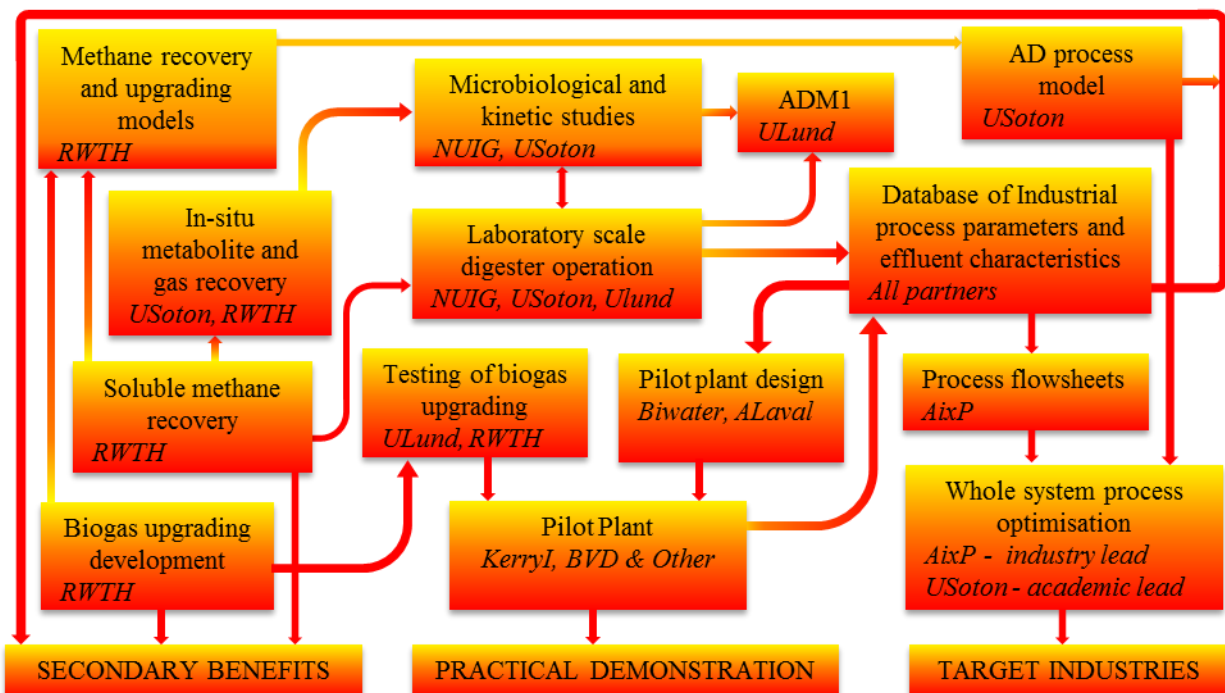 Methane recovery
and upgrading
models
RWTH
Microbiological and
kinetic studies
NUIG, USoton
ADM1
ULund
AD process
model
USoton
In-situ
metabolite and
gas recovery
USoton, RWTH
Laboratory scale
digester operation
NUIG, USoton, Ulund
Database of Industrial
process parameters and
effluent characteristics
All partners
Soluble methane
recovery
RWTH
Testing of biogas
upgrading
ULund, RWTH
Pilot plant design
Biwater, ALaval
Process flowsheets
AixP
Biogas upgrading
development
RWTH
Pilot Plant
KerryI, BVD & Other
Whole system process
optimisation
AixP - industry lead
USoton - academic lead
SECONDARY BENEFITS
PRACTICAL DEMONSTRATION
TARGET INDUSTRIES